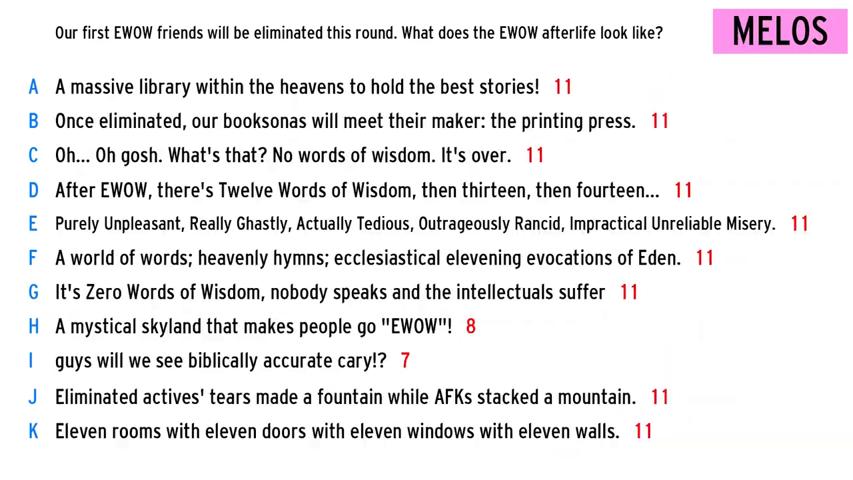 Our first EWOW friends will be eliminated this round. What does the EWOW afterlife look like?
MELOS
A A massive library within the heavens to hold the best stories! 11
B Once eliminated, our booksonas will meet their maker: the printing press. 11
C Oh... Oh gosh. What's that? No words of wisdom. It's over. 11
D After EWOW, there's Twelve Words of Wisdom, then thirteen, then fourteen... 11
E Purely Unpleasant, Really Ghastly, Actually Tedious, Outrageously Rancid, Impractical Unreliable Misery. 11
F A world of words; heavenly hymns; ecclesiastical elevening evocations of Eden. 11
G It's Zero Words of Wisdom, nobody speaks and the intellectuals suffer 11
H A mystical skyland that makes people go "EWOW"! 8
I guys will we see biblically accurate cary!? 7
J Eliminated actives' tears made a fountain while AFKs stacked a mountain. 11
K Eleven rooms with eleven doors with eleven windows with eleven walls. 11